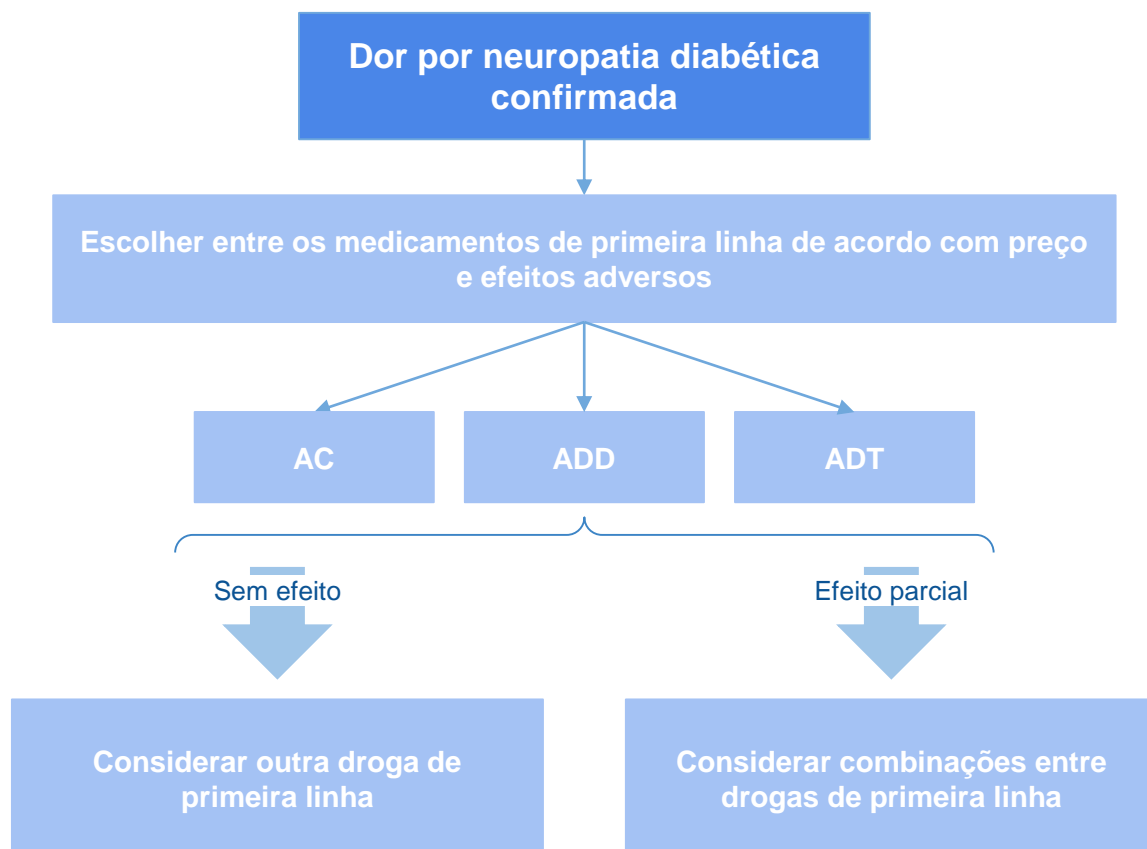 Dor por neuropatia diabética
confirmada
Escolher entre os medicamentos de primeira linha de acordo com preço
e efeitos adversos
AC
ADD
ADT
Sem efeito
Efeito parcial
Considerar outra droga de
primeira linha
Considerar combinações entre
drogas de primeira linha